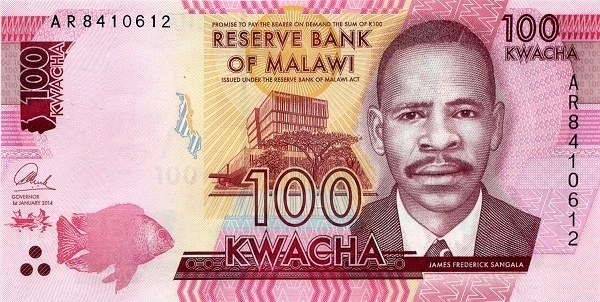 AR8410612
PROMISE TO PAY THE BEARER ON DEMAND THE SUM OF K100
RESERVE BANK
OF MALAWI
ISSUED UNDER THE RESERVE BANK OF MALAWI ACT
100
KWACHA
100
KWACHA
AR8410612
GOVERNOR
1st JANUARY 2014
100
100
KWACHA
JAMES FREDERICK SANGALA